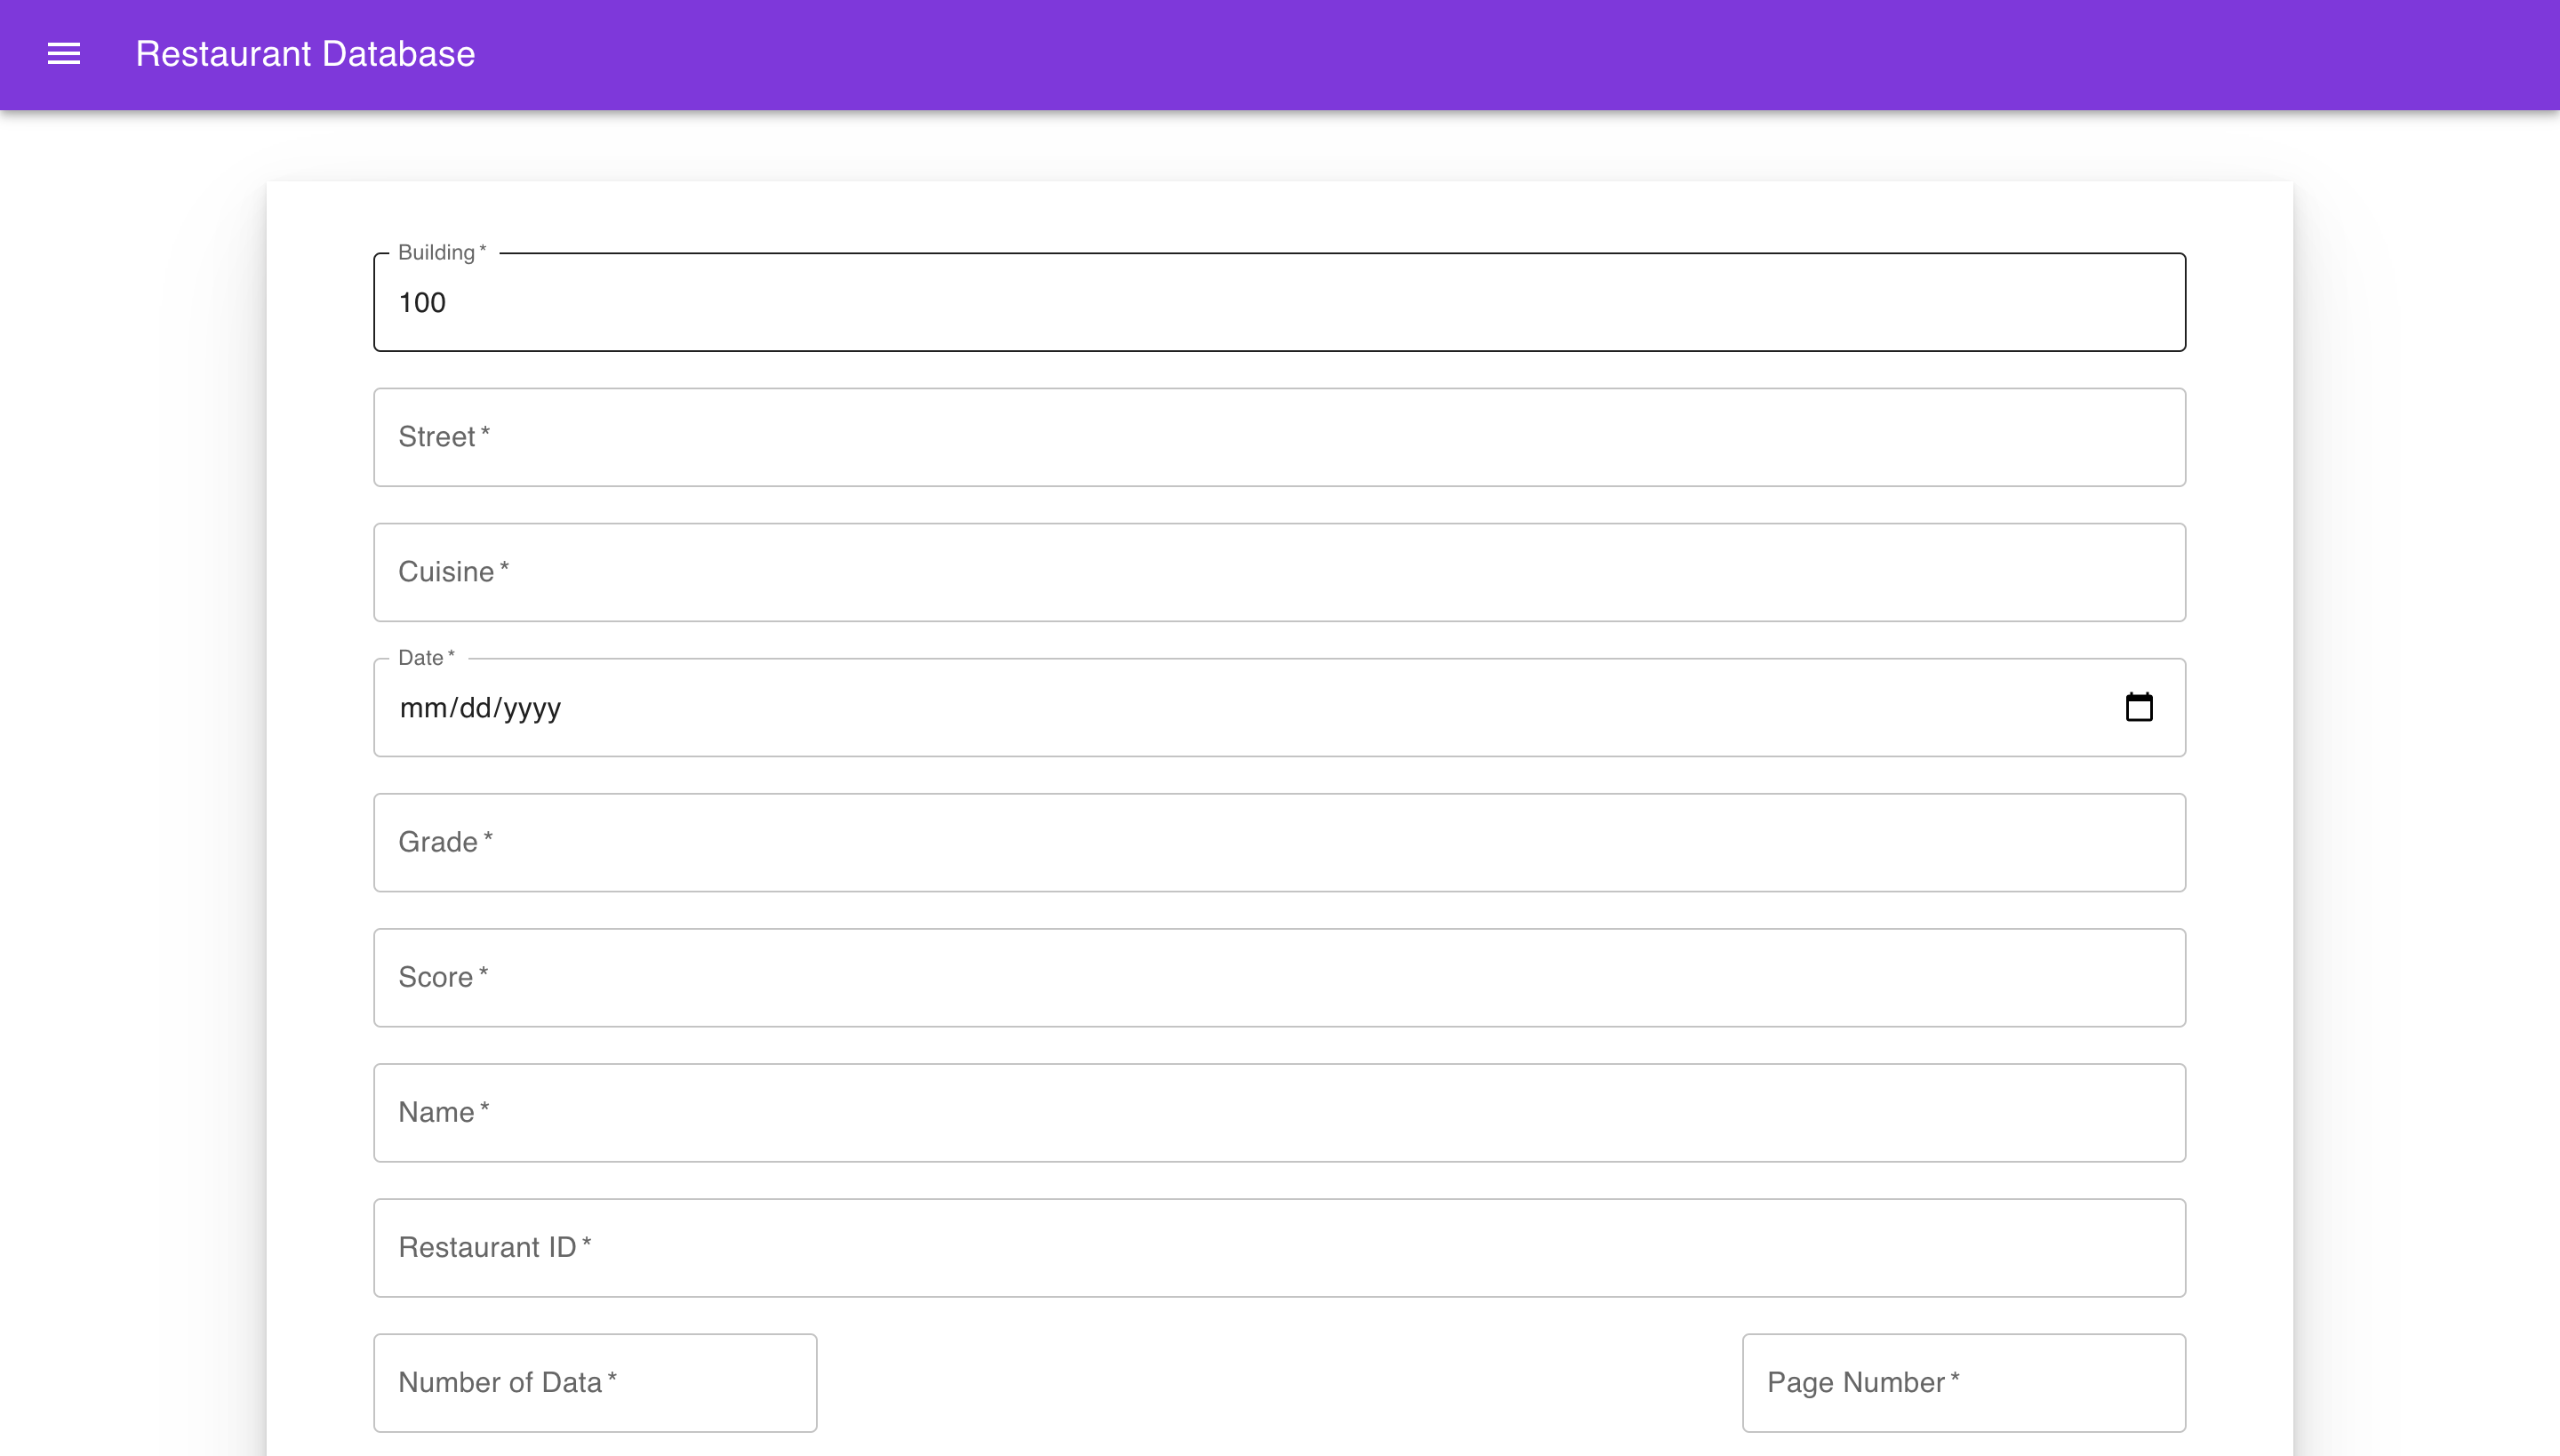 Restaurant Database
Building *
100
Street *
Cuisine *
Date *
mm/dd/yyyy
Grade *
Score *
Name *
Restaurant ID *
Number of Data * Page Number *